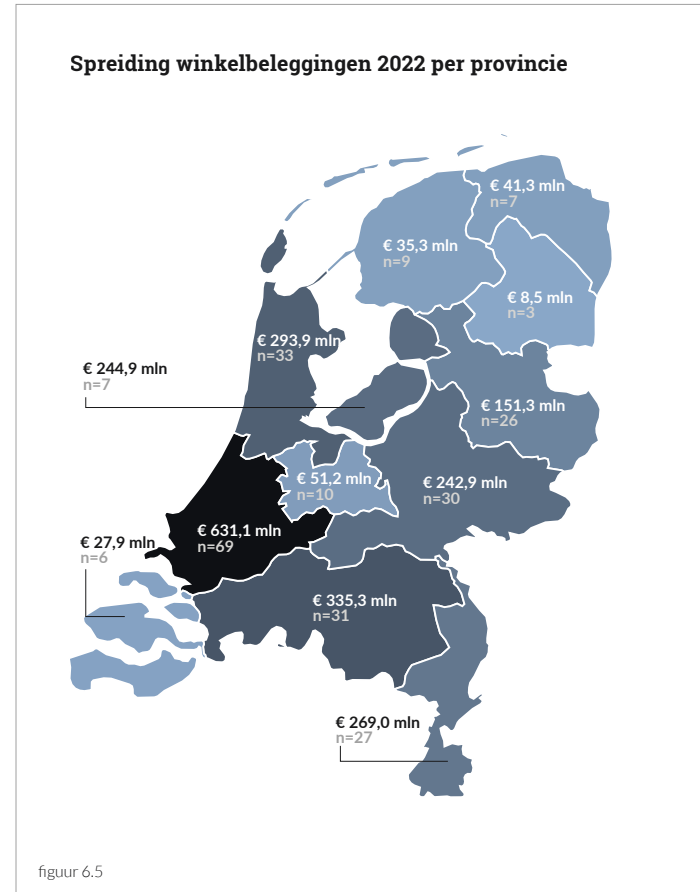 Spreiding winkelbeleggingen 2022 per provincie
€ 41,3 mln
n=7
€ 35,3 mln
n=9
€ 8,5 mln
n=3
€ 293,9 mln
n=33
€ 244,9 mln
n=7
€ 151,3 mln
n=26
€ 51,2 mln
n=10
€ 242,9 mln
n=30
€ 631,1 mln
n=69
€ 27,9 mln
n=6
€ 335,3 mln
n=31
€ 269,0 mln
n=27
figuur 6.5